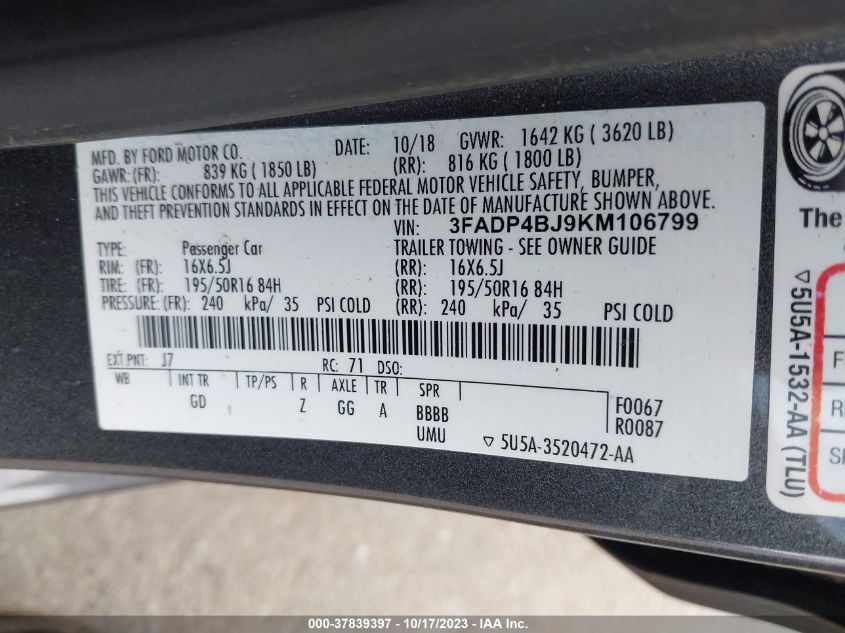 MFD. BY FORD MOTOR CO. DATE: 10/18 GVWR: 1642 KG ( 3620 LB)
GAWR: (FR): 839 KG ( 1850 LB) (RR): 816 KG ( 1800 LB)
THIS VEHICLE CONFORMS TO ALL APPLICABLE FEDERAL MOTOR VEHICLE SAFETY, BUMPER,
AND THEFT PREVENTION STANDARDS IN EFFECT ON THE DATE OF MANUFACTURE SHOWN ABOVE.
VIN: 3FADP4BJ9KM106799
TYPE: Passenger Car TRAILER TOWING - SEE OWNER GUIDE
RIM: (FR): 16X6.5J (RR): 16X6.5J
TIRE: (FR): 195/50R16 84H (RR): 195/50R16 84H
PRESSURE: (FR): 240 kPa/ 35 PSI COLD (RR): 240 kPa/ 35 PSI COLD
EXT PNT: J7 RC: 71 DSO:
WB INT TR TP/PS R AXLE TR SPR
GD Z GG A BBBB F0067
UMU R0087
▽ 5U5A-3520472-AA
The
▽ 5U5A-1532-AA (TLU)
F
R
SI
000-37839397 - 10/17/2023 - IAA Inc.